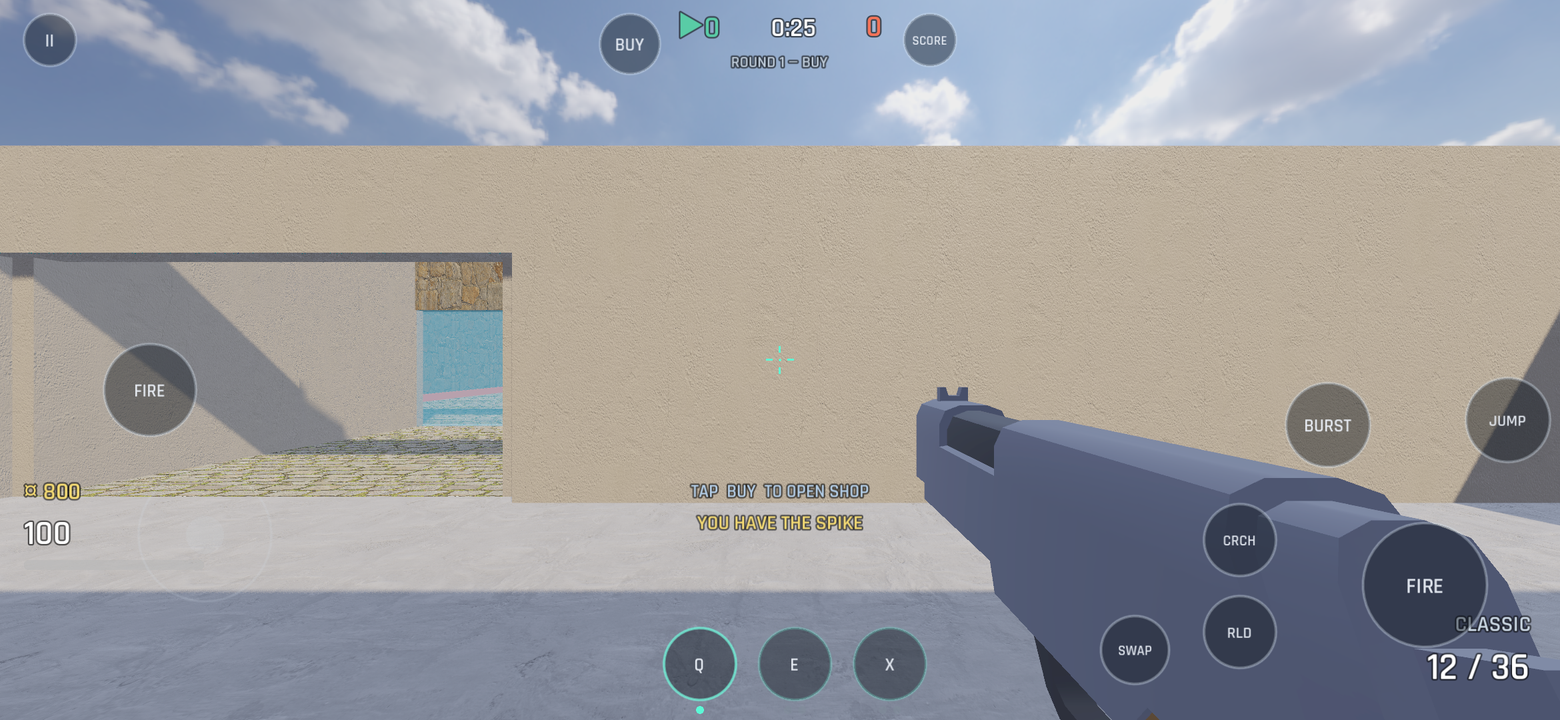 II
BUY
0
0:25
0
SCORE
ROUND 1 – BUY
FIRE
BURST
JUMP
¤ 800
TAP BUY TO OPEN SHOP
100
YOU HAVE THE SPIKE
CRCH
FIRE
CLASSIC
RLD
SWAP
Q
E
X
12 / 36